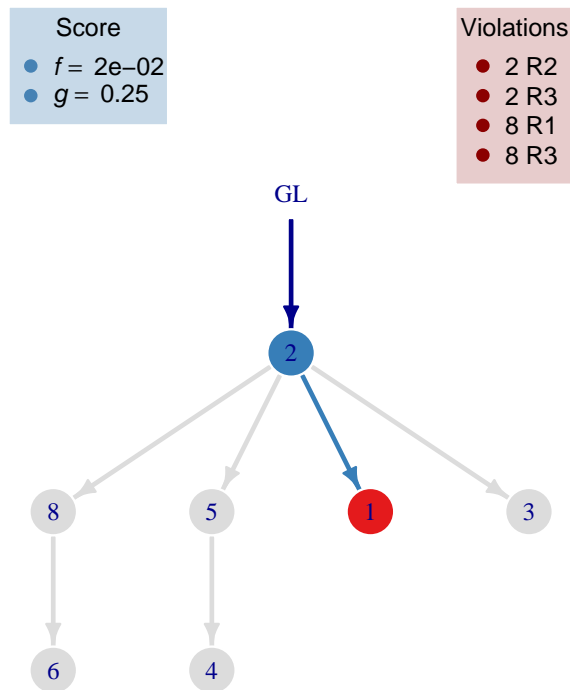 Score
f = 2e−02
g = 0.25
Violations
2 R2
2 R3
8 R1
8 R3
GL
2
8
5
1
3
6
4